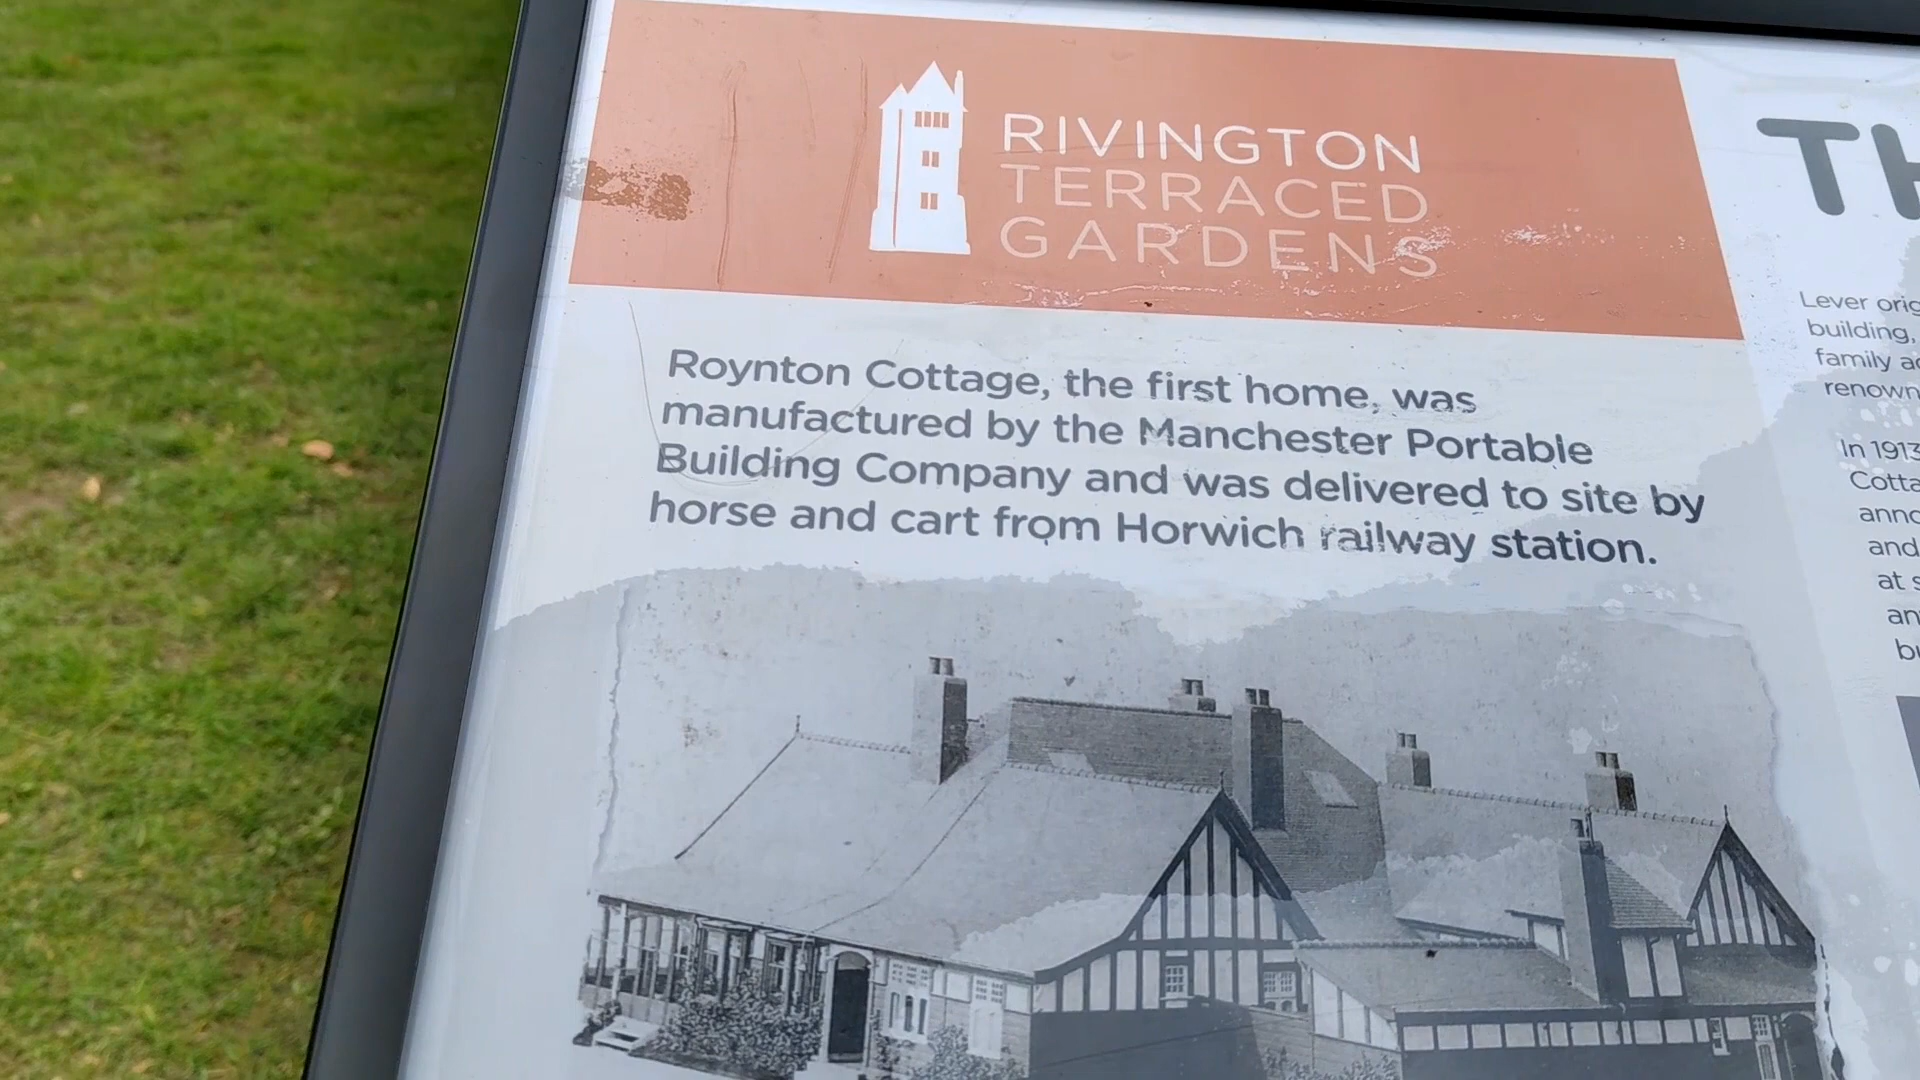 RIVINGTON
TERRACED
GARDENS
Roynton Cottage, the first home, was
manufactured by the Manchester Portable
Building Company and was delivered to site by
horse and cart from Horwich railway station.
TH
Lever orig
building,
family ac
renown
In 1913
Cotta
anno
and
at s
an
bu